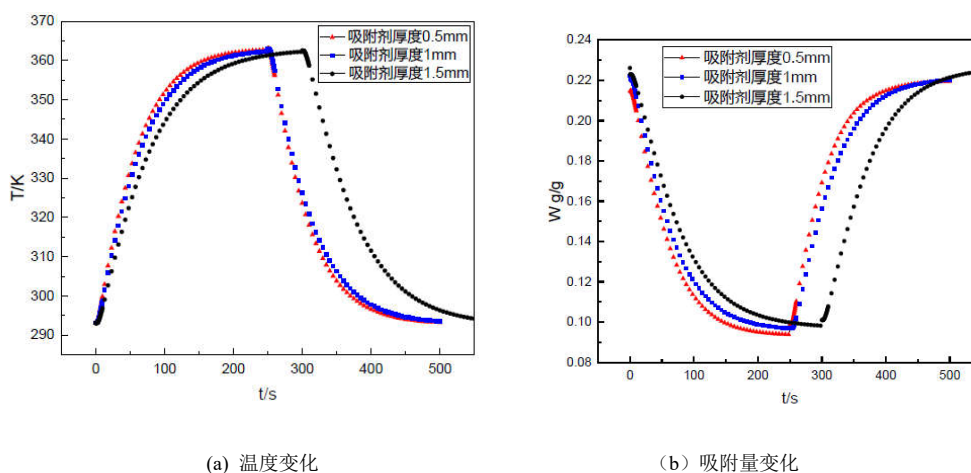 370
360
350
340
330
320
310
300
290
T/K
0
100
200
300
400
500
t/s
吸附剂厚度0.5mm
吸附剂厚度1mm
吸附剂厚度1.5mm
(a) 温度变化
0.24
0.22
0.20
0.18
0.16
0.14
0.12
0.10
0.08
W g/g
0
100
200
300
400
500
t/s
吸附剂厚度0.5mm
吸附剂厚度1mm
吸附剂厚度1.5mm
（b）吸附量变化